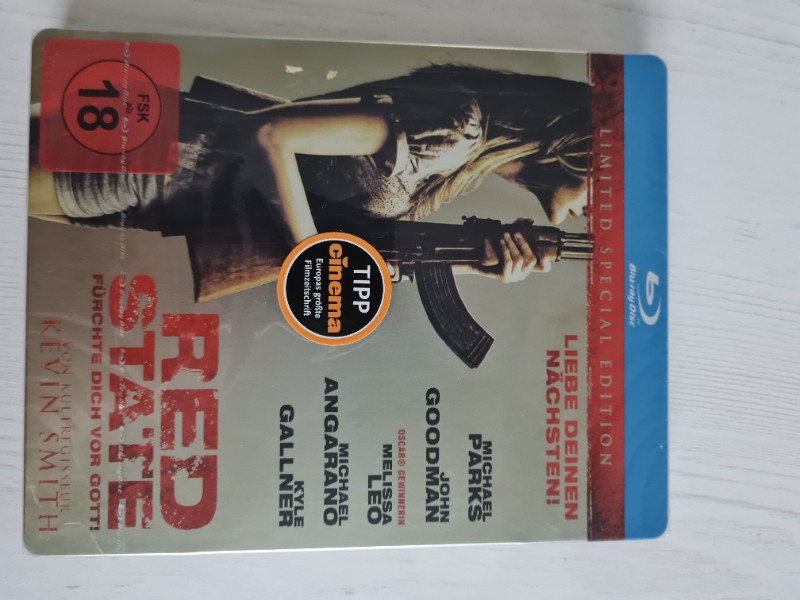 Blu-ray Disc
LIMITED SPECIAL EDITION
LIEBE DEINEN
NÄCHSTEN!
MICHAEL
PARKS
JOHN
GOODMAN
OSCAR® GEWINNERIN
MELISSA
LEO
MICHAEL
ANGARANO
KYLE
GALLNER
TIPP
cinema
Europas größte
Filmzeitschrift
RED
STATE
FÜRCHTE DICH VOR GOTT!
VON KULTREGISSEUR
KEVIN SMITH
FSK
ab
18